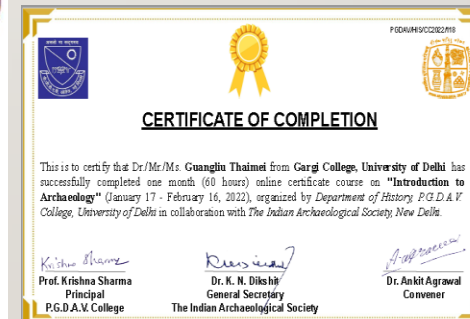 PGDAV/HIS/CC2022/118
CERTIFICATE OF COMPLETION
This is to certify that Dr/Mr/Ms. Guangliu Thaimei from Gargi College, University of Delhi has
successfully completed one month (60 hours) online certificate course on "Introduction to
Archaeology" (January 17 - February 16, 2022), organized by Department of History, P.G.D.A.V.
College, University of Delhi in collaboration with The Indian Archaeological Society, New Delhi.
Krishna Sharma
Prof. Krishna Sharma
Principal
P.G.D.A.V. College
Dr. K. N. Dikshit
General Secretary
The Indian Archaeological Society
A. Agrawal
Dr. Ankit Agrawal
Convener